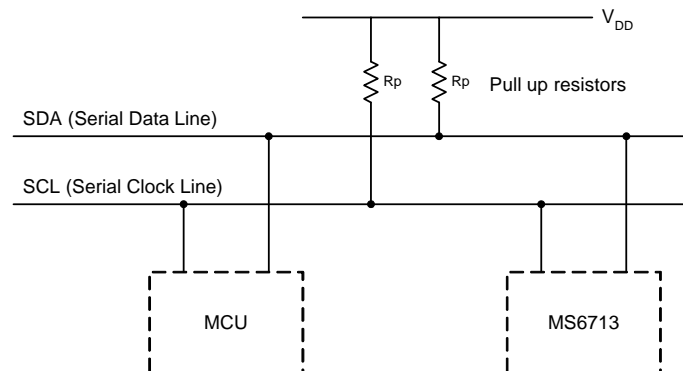 VDD
Rp
Rp
Pull up resistors
SDA (Serial Data Line)
SCL (Serial Clock Line)
MCU
MS6713